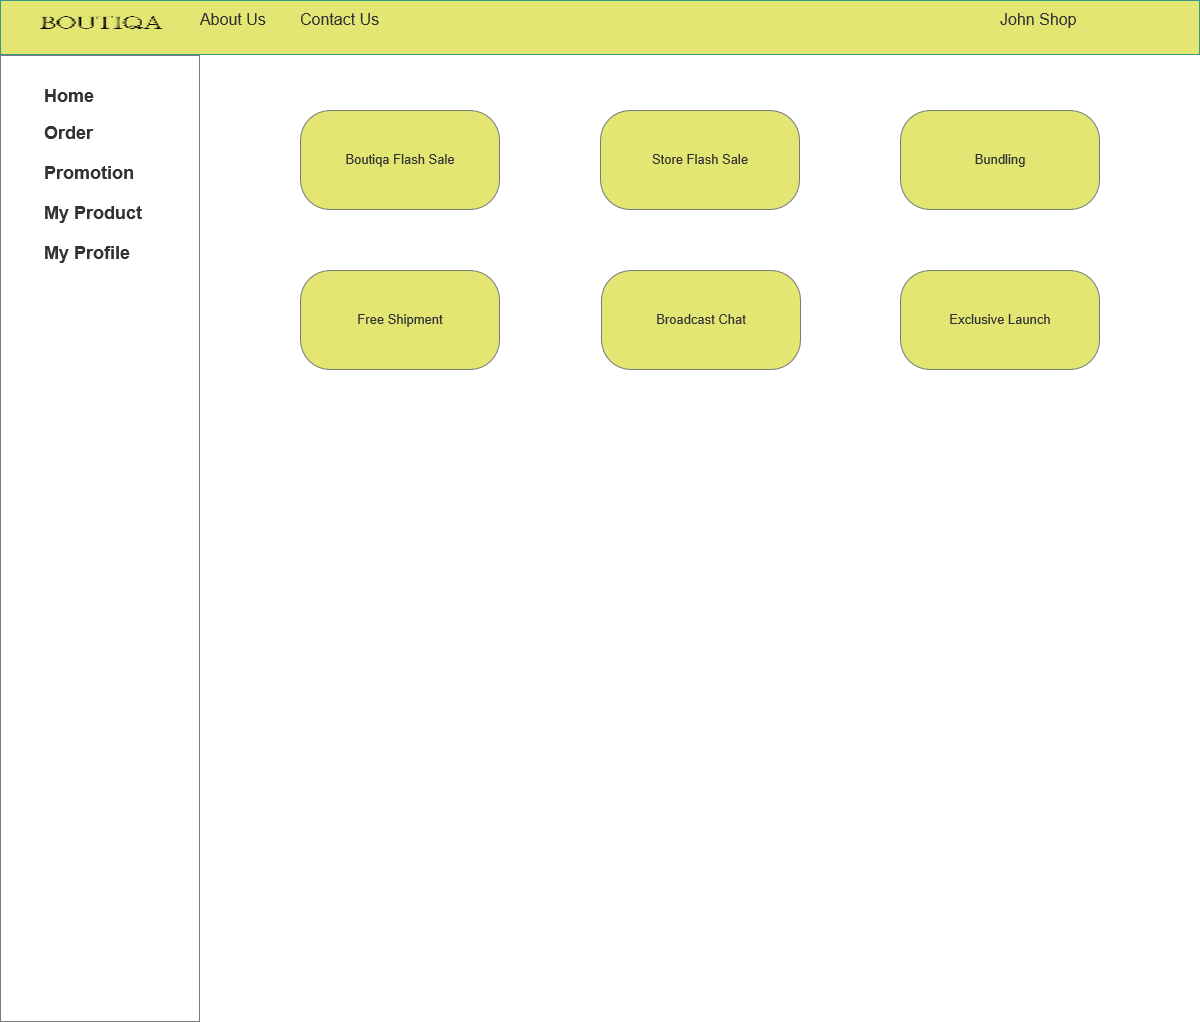 BOUTIQA
About Us
Contact Us
John Shop
Home
Order
Promotion
My Product
My Profile
Boutiqa Flash Sale
Store Flash Sale
Bundling
Free Shipment
Broadcast Chat
Exclusive Launch